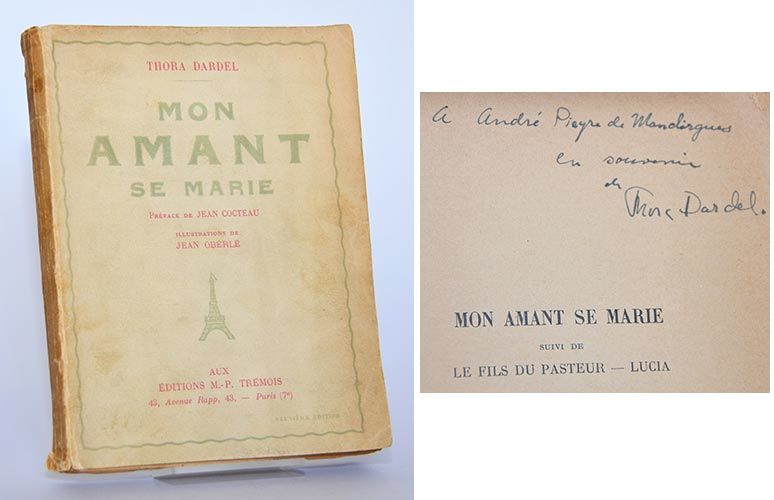 THORA DARDEL
MON
AMANT
SE MARIE
PRÉFACE DE JEAN COCTEAU
ILLUSTRATIONS DE
JEAN OBERLÉ
AUX
ÉDITIONS M.-P. TRÉMOIS
43, Avenue Rapp, 43. — Paris (7e)
NEUVIÈME ÉDITION
A André Pieyre de Mandiargues
en souvenir
de
Thora Dardel.
MON AMANT SE MARIE
SUIVI DE
LE FILS DU PASTEUR — LUCIA